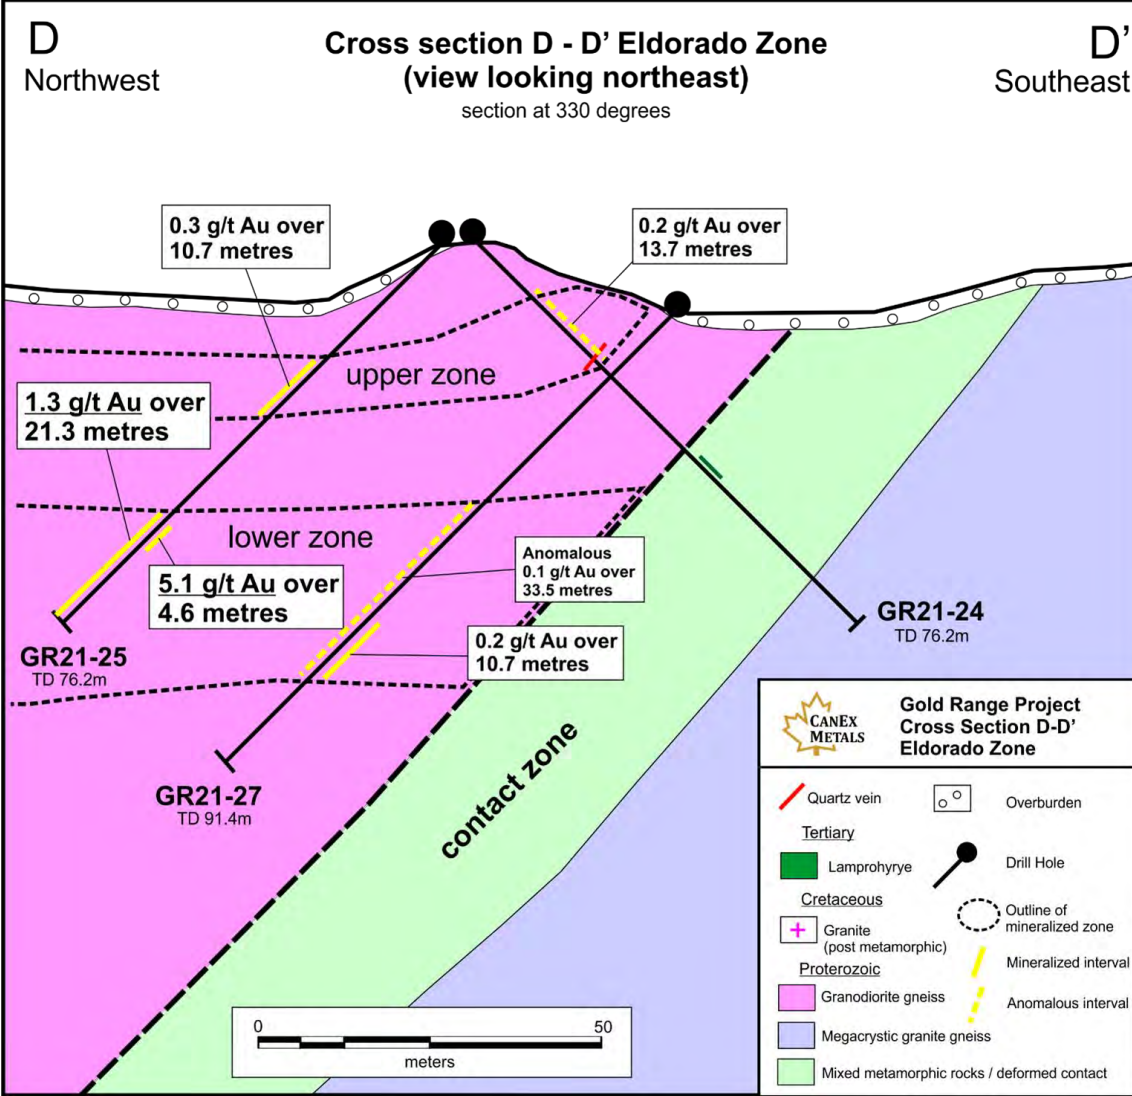 D
Northwest
Cross section D - D’ Eldorado Zone
(view looking northeast)
section at 330 degrees
D’
Southeast
0.3 g/t Au over
10.7 metres
0.2 g/t Au over
13.7 metres
upper zone
1.3 g/t Au over
21.3 metres
lower zone
5.1 g/t Au over
4.6 metres
Anomalous
0.1 g/t Au over
33.5 metres
0.2 g/t Au over
10.7 metres
GR21-24
TD 76.2m
GR21-25
TD 76.2m
GR21-27
TD 91.4m
contact zone
0
50
meters
CANEX
METALS
Gold Range Project
Cross Section D-D’
Eldorado Zone
Quartz vein
Overburden
Tertiary
Lamprohyrye
Drill Hole
Cretaceous
Granite
(post metamorphic)
Outline of
mineralized zone
Proterozoic
Mineralized interval
Granodiorite gneiss
Anomalous interval
Megacrystic granite gneiss
Mixed metamorphic rocks / deformed contact